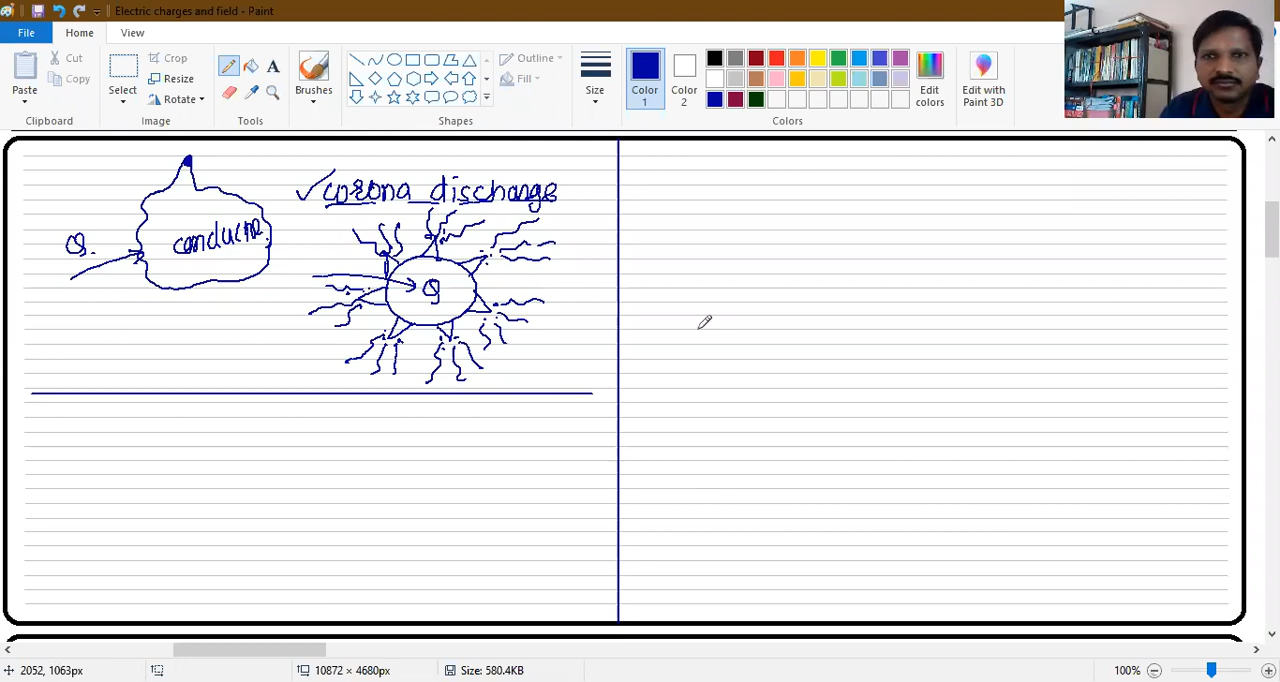 Electric charges and field - Paint
File
Home
View
Paste
Cut
Copy
Clipboard
Select
Crop
Resize
Rotate
Image
Tools
Brushes
Outline
Fill
Shapes
Size
Color
1
Color
2
Edit
colors
Colors
Edit with
Paint 3D
✓corona discharge
Q.
conductor
Q
2052, 1063px
10872 × 4680px
Size: 580.4KB
100%